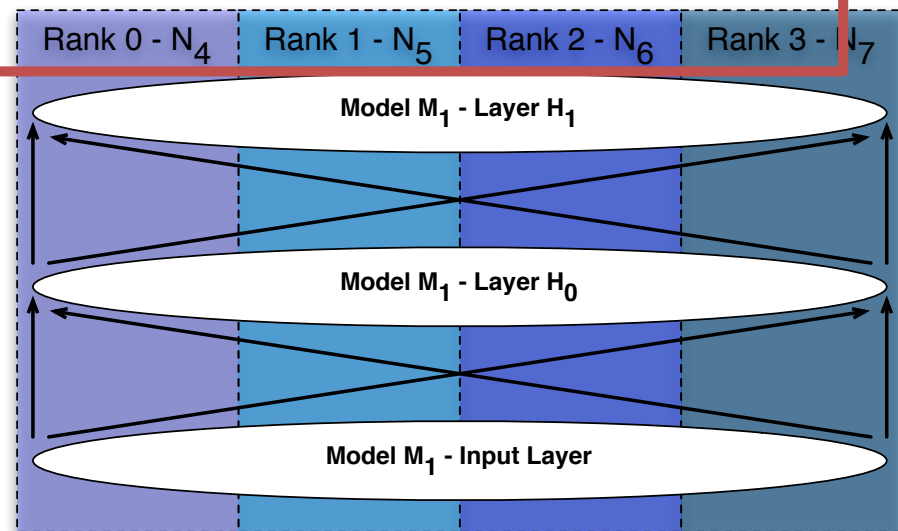 Rank 0 - N4 Rank 1 - N5 Rank 2 - N6 Rank 3 - N7
Model M1 - Layer H1
Model M1 - Layer H0
Model M1 - Input Layer